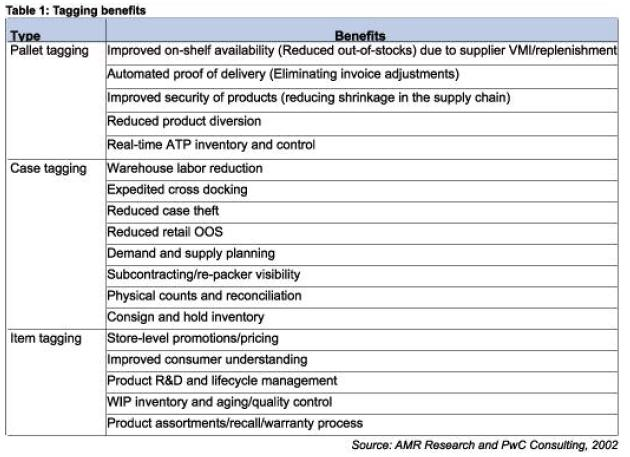 Table 1: Tagging benefits
Type Benefits
Pallet tagging Improved on-shelf availability (Reduced out-of-stocks) due to supplier VMI/replenishment
Automated proof of delivery (Eliminating invoice adjustments)
Improved security of products (reducing shrinkage in the supply chain)
Reduced product diversion
Real-time ATP inventory and control
Case tagging Warehouse labor reduction
Expedited cross docking
Reduced case theft
Reduced retail OOS
Demand and supply planning
Subcontracting/re-packer visibility
Physical counts and reconciliation
Consign and hold inventory
Item tagging Store-level promotions/pricing
Improved consumer understanding
Product R&D and lifecycle management
WIP inventory and aging/quality control
Product assortments/recall/warranty process
Source: AMR Research and PwC Consulting, 2002